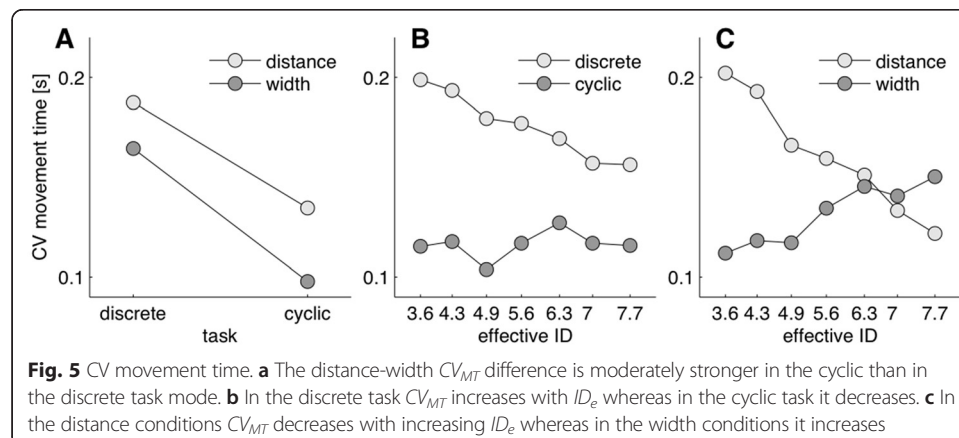 A
B
C
distance
width
discrete
cyclic
distance
width
CV movement time [s]
0.2
0.1
0.2
0.1
0.2
0.1
discrete cyclic
task
3.6 4.3 4.9 5.6 6.3 7 7.7
effective ID
3.6 4.3 4.9 5.6 6.3 7 7.7
effective ID
Fig. 5 CV movement time. a The distance-width CV_MT difference is moderately stronger in the cyclic than in
the discrete task mode. b In the discrete task CV_MT increases with ID_e whereas in the cyclic task it decreases. c In
the distance conditions CV_MT decreases with increasing ID_e whereas in the width conditions it increases